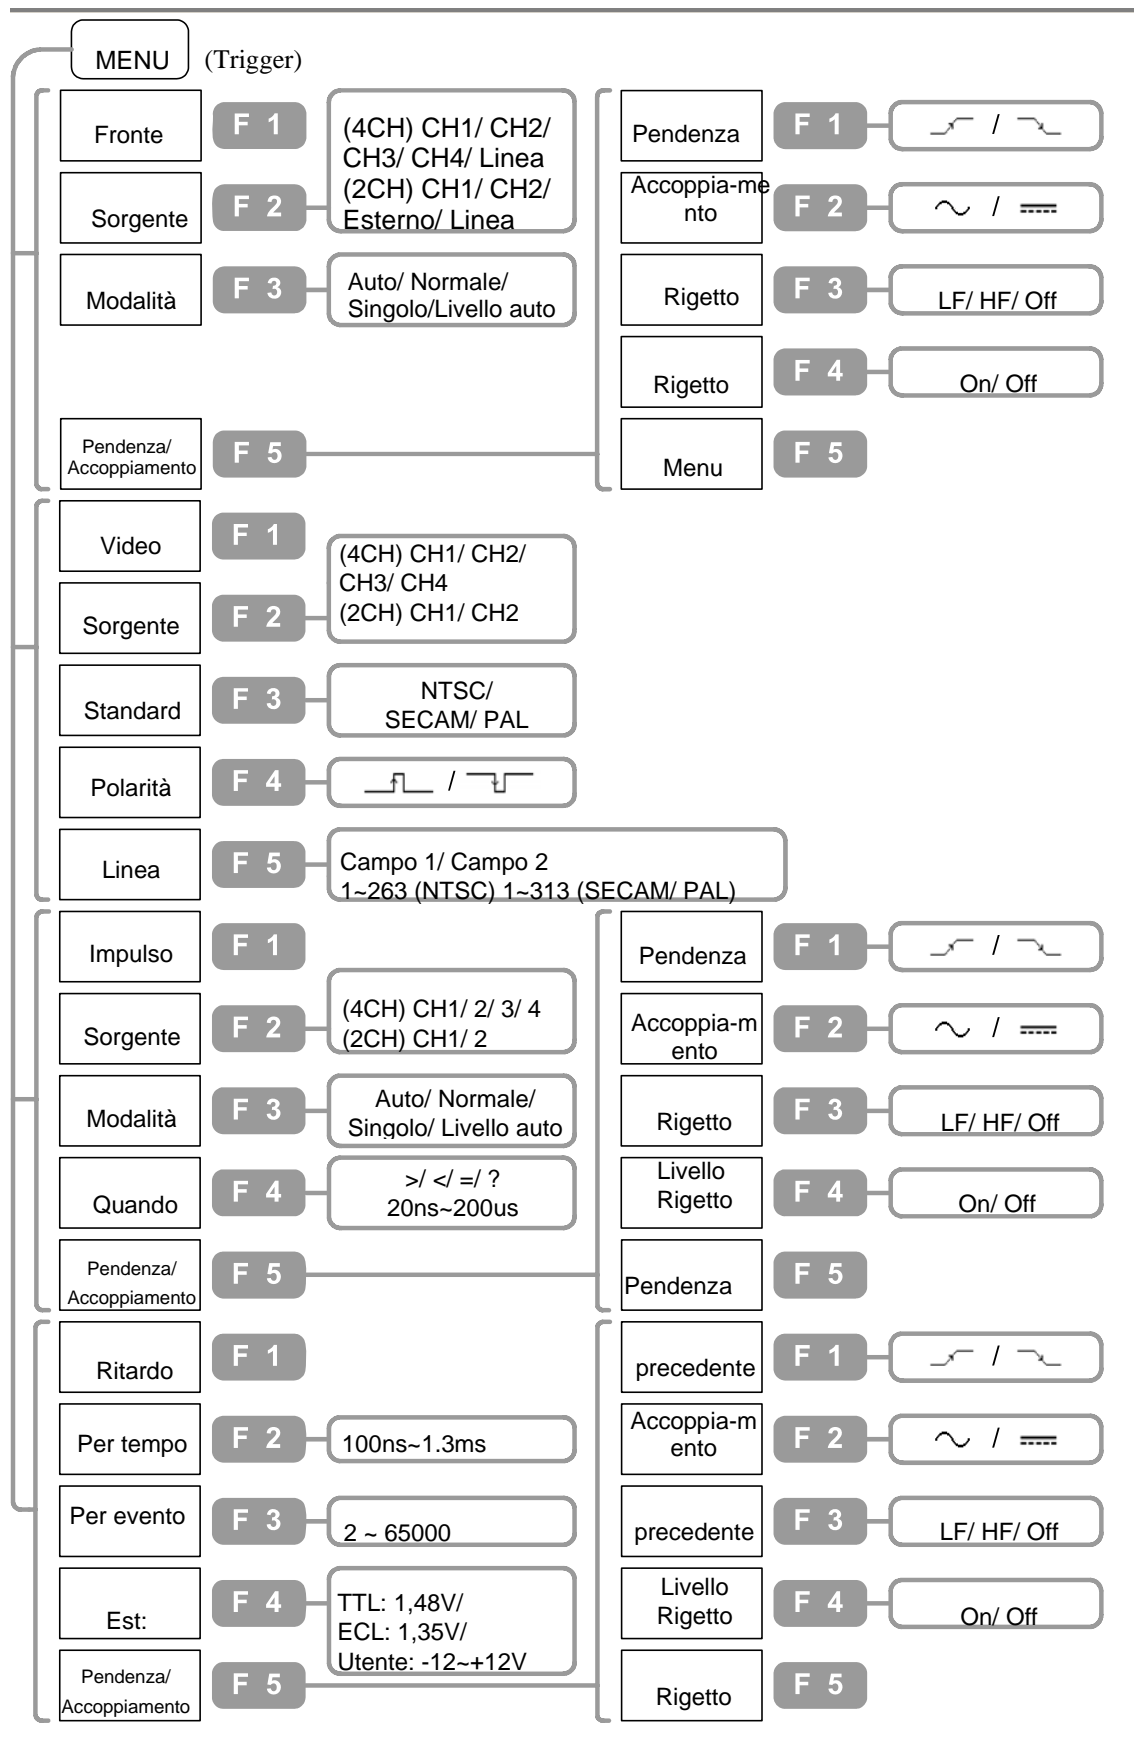 MENU (Trigger)
Fronte F 1
(4CH) CH1/ CH2/
CH3/ CH4/ Linea
(2CH) CH1/ CH2/
Esterno/ Linea
Sorgente F 2
Modalità F 3
Auto/ Normale/
Singolo/Livello auto
Pendenza/
Accoppiamento F 5
Pendenza F 1 /
Accoppia-me
nto F 2 /
Rigetto F 3 LF/ HF/ Off
Rigetto F 4 On/ Off
Menu F 5
Video F 1
Sorgente F 2
(4CH) CH1/ CH2/
CH3/ CH4
(2CH) CH1/ CH2
Standard F 3
NTSC/
SECAM/ PAL
Polarità F 4 /
Linea F 5
Campo 1/ Campo 2
1~263 (NTSC) 1~313 (SECAM/ PAL)
Impulso F 1
Sorgente F 2
(4CH) CH1/ 2/ 3/ 4
(2CH) CH1/ 2
Modalità F 3
Auto/ Normale/
Singolo/ Livello auto
Quando F 4
>/ </ =/ ?
20ns~200us
Pendenza/
Accoppiamento F 5
Pendenza F 1 /
Accoppia-m
ento F 2 /
Rigetto F 3 LF/ HF/ Off
Livello
Rigetto F 4 On/ Off
Pendenza F 5
Ritardo F 1
Per tempo F 2 100ns~1.3ms
Per evento F 3 2 ~ 65000
Est: F 4
TTL: 1,48V/
ECL: 1,35V/
Utente: -12~+12V
Pendenza/
Accoppiamento F 5
precedente F 1 /
Accoppia-m
ento F 2 /
precedente F 3 LF/ HF/ Off
Livello
Rigetto F 4 On/ Off
Rigetto F 5